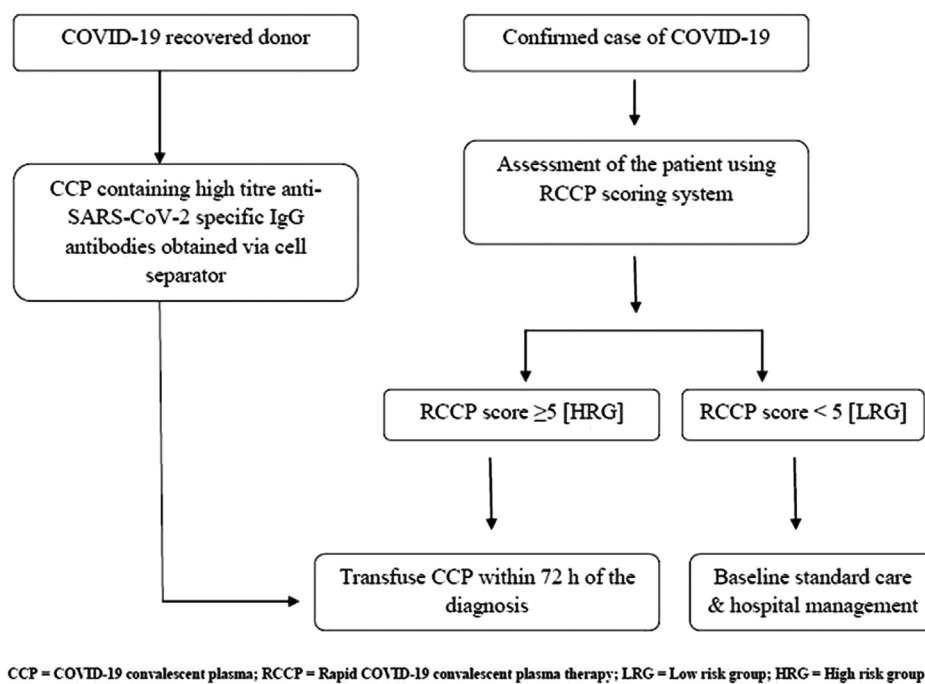 COVID-19 recovered donor
Confirmed case of COVID-19
CCP containing high titre anti-
SARS-CoV-2 specific IgG
antibodies obtained via cell
separator
Assessment of the patient using
RCCP scoring system
RCCP score ≥5 [HRG]
RCCP score < 5 [LRG]
Transfuse CCP within 72 h of the
diagnosis
Baseline standard care
& hospital management
CCP = COVID-19 convalescent plasma; RCCP = Rapid COVID-19 convalescent plasma therapy; LRG = Low risk group; HRG = High risk group